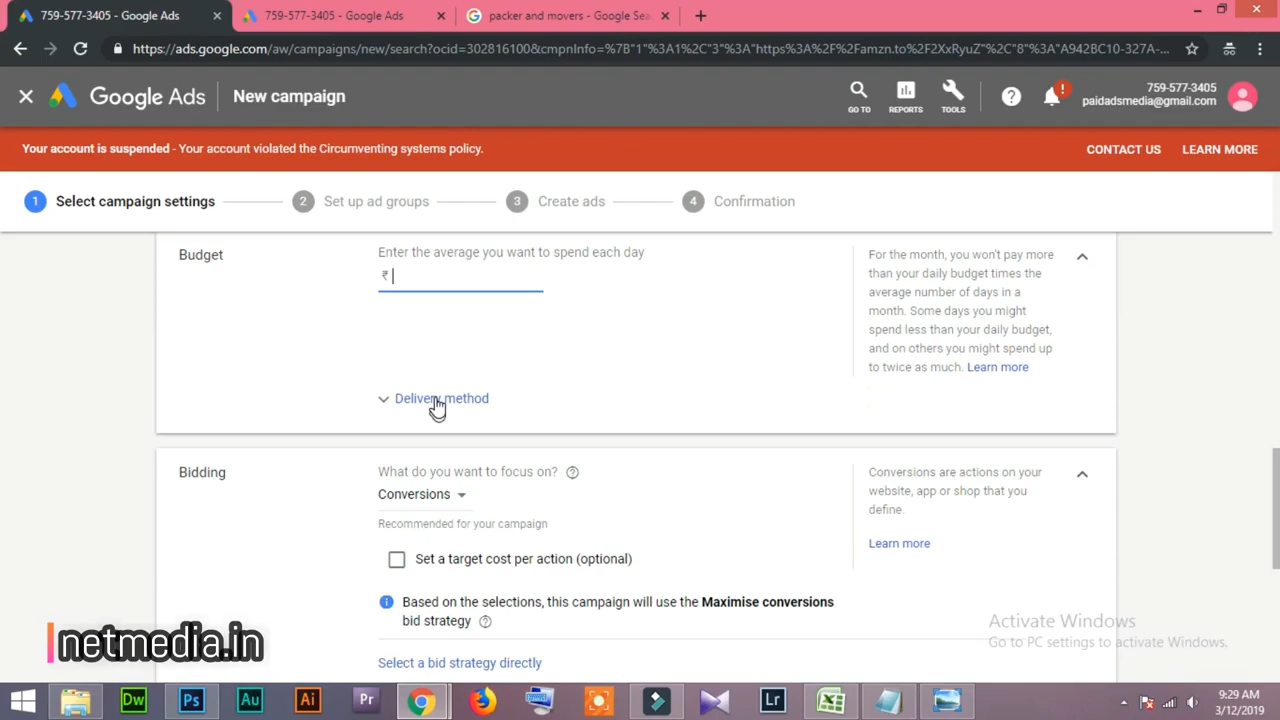 759-577-3405 - Google Ads
759-577-3405 - Google Ads
packer and movers - Google Sea
https://ads.google.com/aw/campaigns/new/search?ocid=302816100&cmpnInfo=%7B"1"%3A1%2C"3"%3A"https%3A%2F%2Famzn.to%2F2XxRyuZ"%2C"8"%3A"A942BC10-327A-...
Google Ads
New campaign
GO TO
REPORTS
TOOLS
759-577-3405
paidadsmedia@gmail.com
Your account is suspended - Your account violated the Circumventing systems policy.
CONTACT US
LEARN MORE
1 Select campaign settings
2 Set up ad groups
3 Create ads
4 Confirmation
Budget
Enter the average you want to spend each day
₹
For the month, you won't pay more
than your daily budget times the
average number of days in a
month. Some days you might
spend less than your daily budget,
and on others you might spend up
to twice as much. Learn more
Delivery method
Bidding
What do you want to focus on?
Conversions
Recommended for your campaign
Set a target cost per action (optional)
Based on the selections, this campaign will use the Maximise conversions
bid strategy
Select a bid strategy directly
Conversions are actions on your
website, app or shop that you
define.
Learn more
Activate Windows
Go to PC settings to activate Windows.
Inetmedia.in
Dw
Ps
Au
Ai
Pr
Lr
9:29 AM
3/12/2019